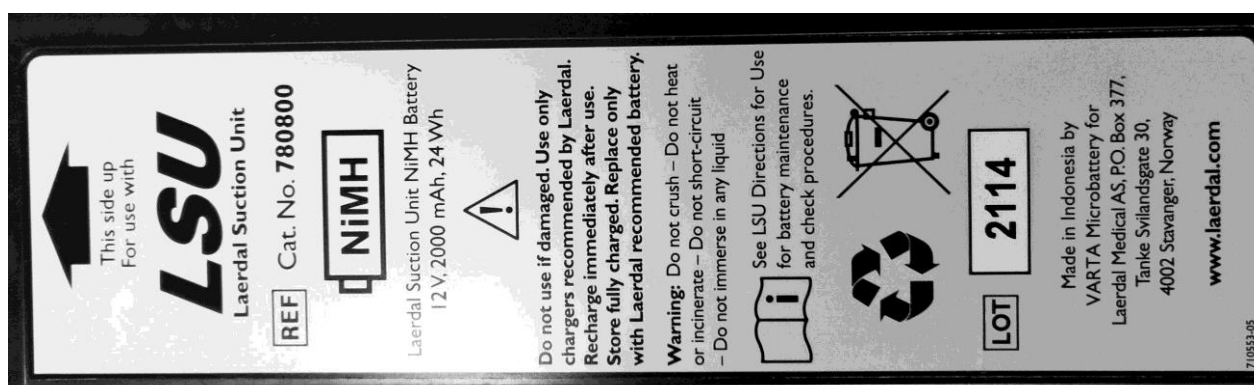 This side up
For use with
LSU
Laerdal Suction Unit
REF Cat. No. 780800
NiMH
Laerdal Suction Unit NiMH Battery
12 V, 2000 mAh, 24 Wh
Do not use if damaged. Use only
chargers recommended by Laerdal.
Recharge immediately after use.
Store fully charged. Replace only
with Laerdal recommended battery.
Warning: Do not crush – Do not heat
or incinerate – Do not short-circuit
– Do not immerse in any liquid
See LSU Directions for Use
for battery maintenance
and check procedures.
LOT 2114
Made in Indonesia by
VARTA Microbattery for
Laerdal Medical AS, P.O. Box 377,
Tanke Svilandsgate 30,
4002 Stavanger, Norway
www.laerdal.com
710553-05